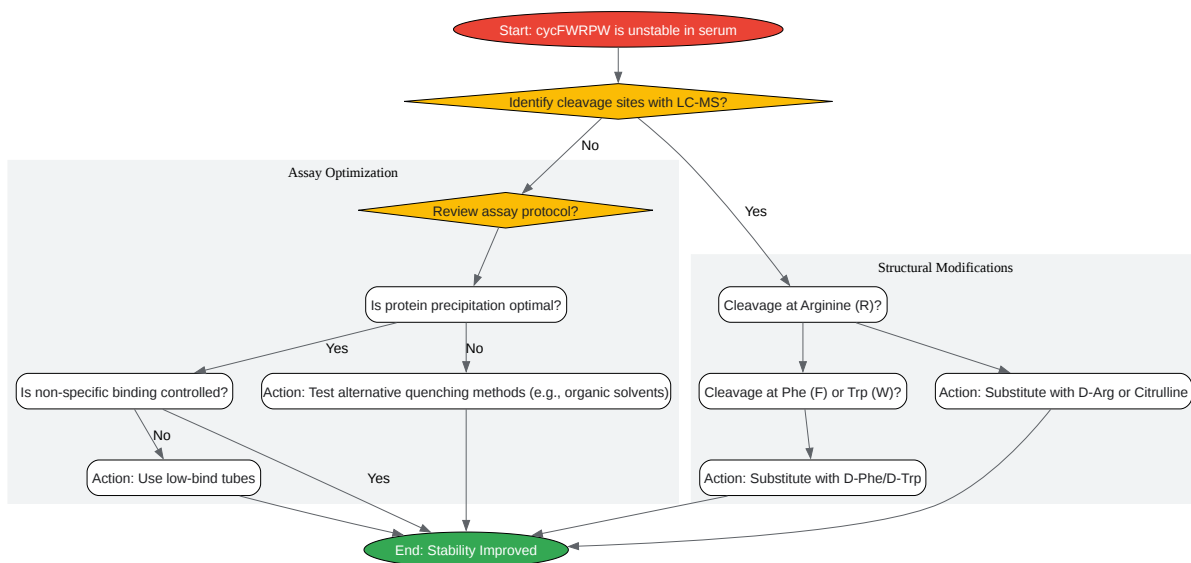 Start: cycFWRPW is unstable in serum
Identify cleavage sites with LC-MS?
No
Assay Optimization
Review assay protocol?
Yes
Structural Modifications
Is protein precipitation optimal?
Cleavage at Arginine (R)?
Yes
No
Is non-specific binding controlled?
Action: Test alternative quenching methods (e.g., organic solvents)
Cleavage at Phe (F) or Trp (W)?
Action: Substitute with D-Arg or Citrulline
No
Action: Use low-bind tubes
Yes
Action: Substitute with D-Phe/D-Trp
End: Stability Improved